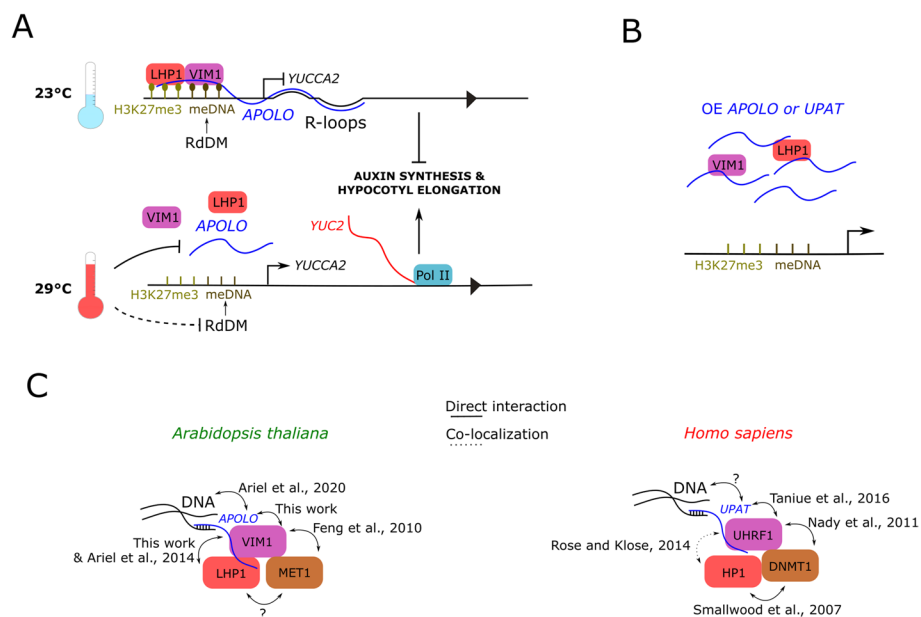 A
23°C
LHP1
VIM1
H3K27me3
meDNA
RdDM
APOLO
YUCCA2
R-loops
AUXIN SYNTHESIS &
HYPOCOTYL ELONGATION
29°C
VIM1
LHP1
APOLO
H3K27me3
meDNA
RdDM
YUCCA2
YUC2
Pol II
B
OE APOLO or UPAT
VIM1
LHP1
H3K27me3
meDNA
C
Direct interaction
Co-localization
Arabidopsis thaliana
DNA
Ariel et al., 2020
APOLO
This work
Feng et al., 2010
This work
& Ariel et al., 2014
VIM1
LHP1
MET1
?
Homo sapiens
DNA
?
UPAT
Taniue et al., 2016
Nady et al., 2011
Rose and Klose, 2014
UHRF1
HP1
DNMT1
Smallwood et al., 2007